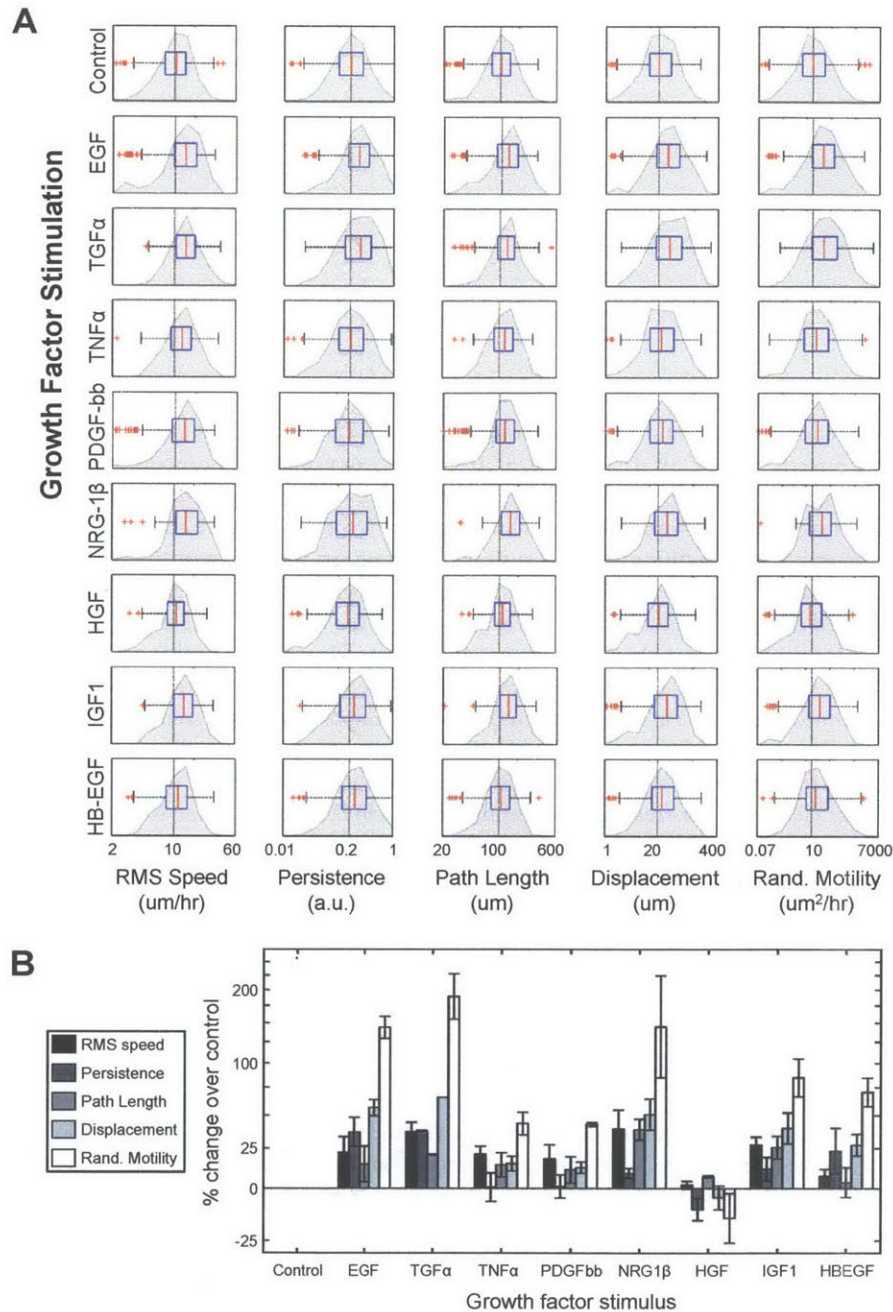 A
Growth Factor Stimulation
Control
EGF
TGFα
TNFα
PDGF-bb
NRG-1β
HGF
IGF1
HB-EGF
2 10 60 0.01 0.2 1 20 100 600 1 20 400 0.07 10 7000
RMS Speed Persistence Path Length Displacement Rand. Motility
(um/hr) (a.u.) (um) (um) (um²/hr)
B
RMS speed
Persistence
Path Length
Displacement
Rand. Motility
% change over control
200
100
25
0
-25
Control EGF TGFα TNFα PDGFbb NRG1β HGF IGF1 HBEGF
Growth factor stimulus